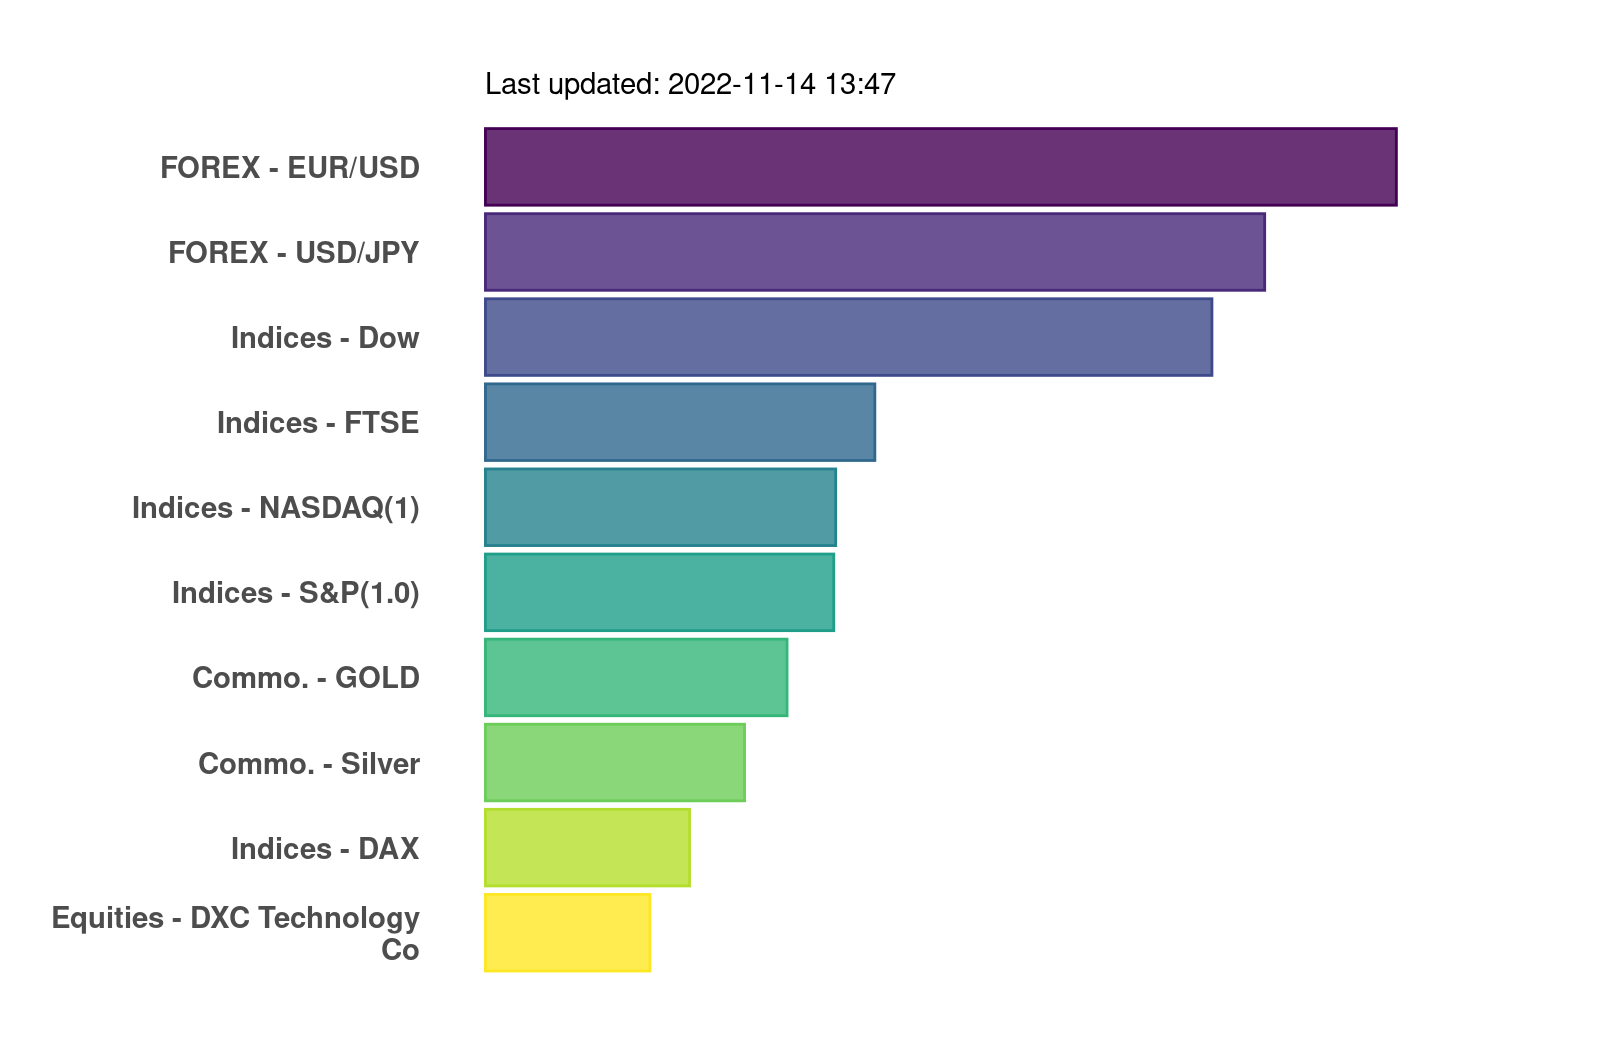 Last updated: 2022-11-14 13:47
FOREX - EUR/USD
FOREX - USD/JPY
Indices - Dow
Indices - FTSE
Indices - NASDAQ(1)
Indices - S&P(1.0)
Commo. - GOLD
Commo. - Silver
Indices - DAX
Equities - DXC Technology
Co